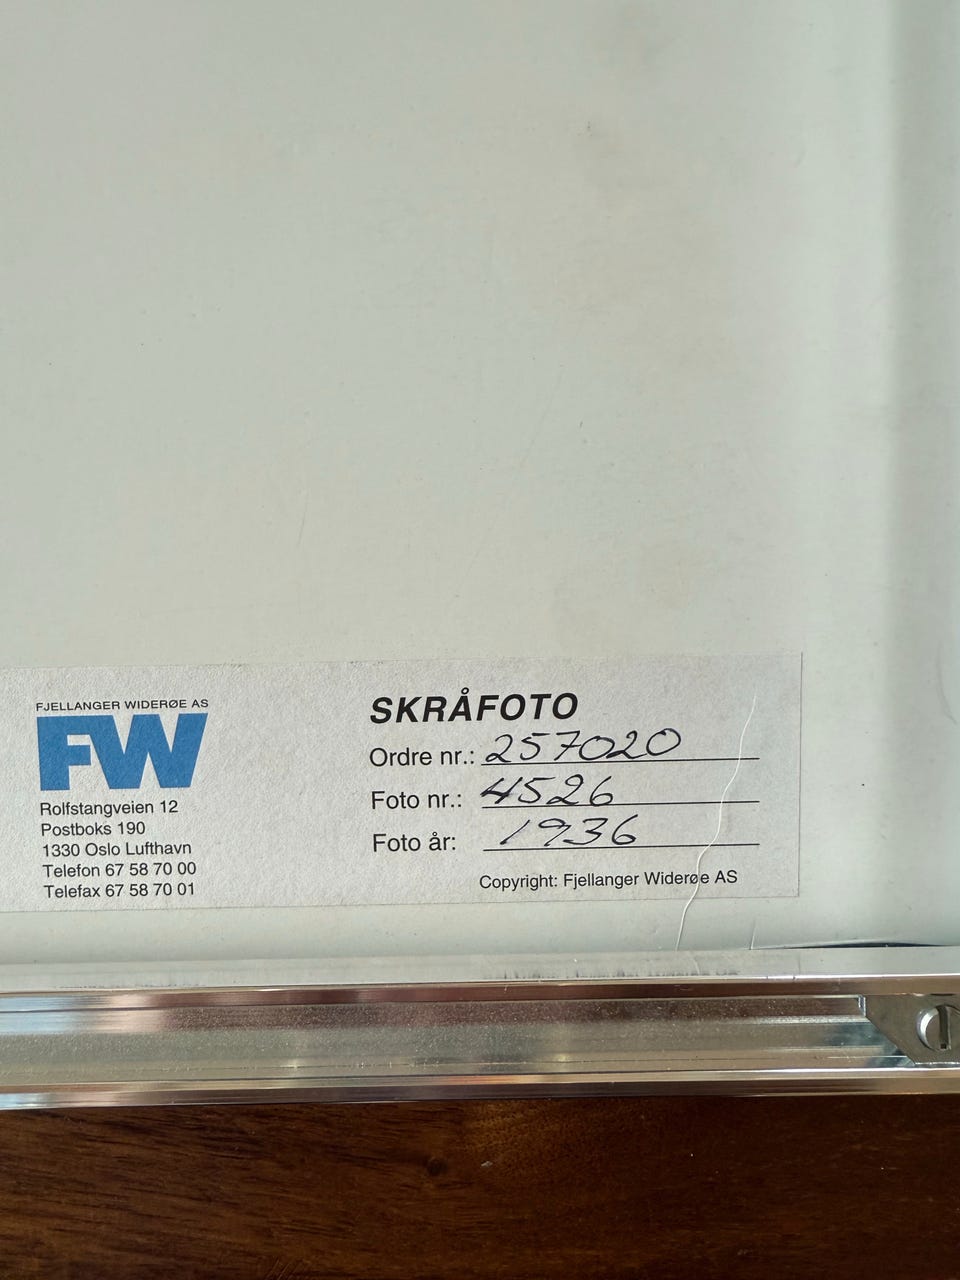 FJELLANGER WIDERØE AS
FW
Rolfstangveien 12
Postboks 190
1330 Oslo Lufthavn
Telefon 67 58 70 00
Telefax 67 58 70 01
SKRÅFOTO
Ordre nr.: 257020
Foto nr.: 4526
Foto år: 1936
Copyright: Fjellanger Widerøe AS